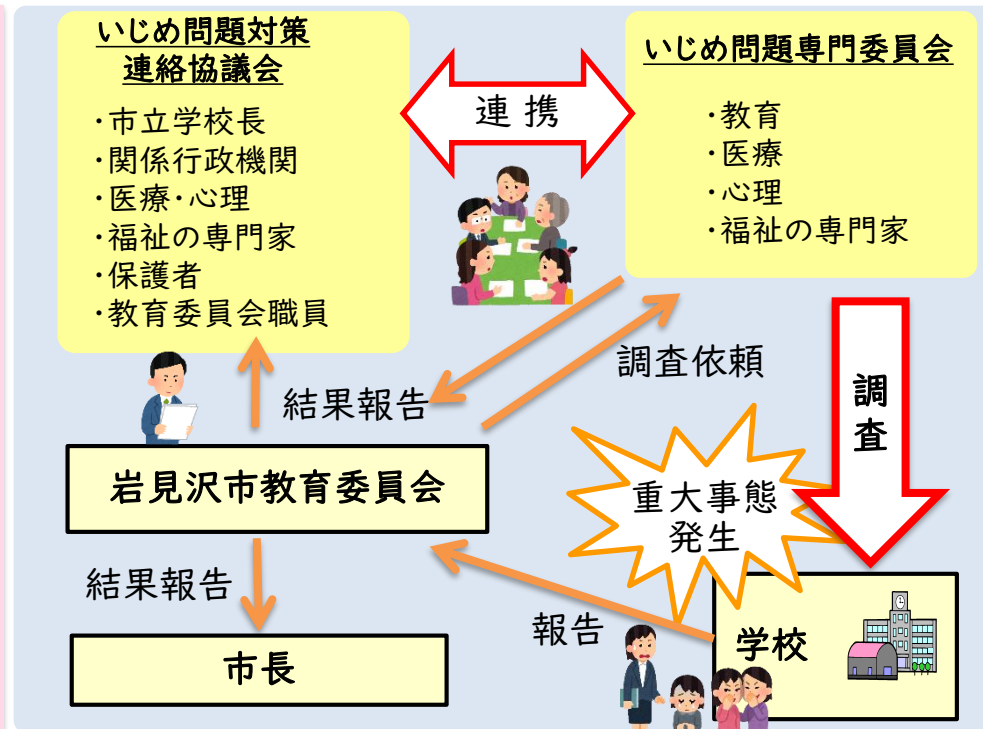 いじめ問題対策
連絡協議会
・市立学校長
・関係行政機関
・医療・心理
・福祉の専門家
・保護者
・教育委員会職員
連 携
いじめ問題専門委員会
・教育
・医療
・心理
・福祉の専門家
結果報告
調査依頼
調査
岩見沢市教育委員会
重大事態
発生
結果報告
報告
学校
市長